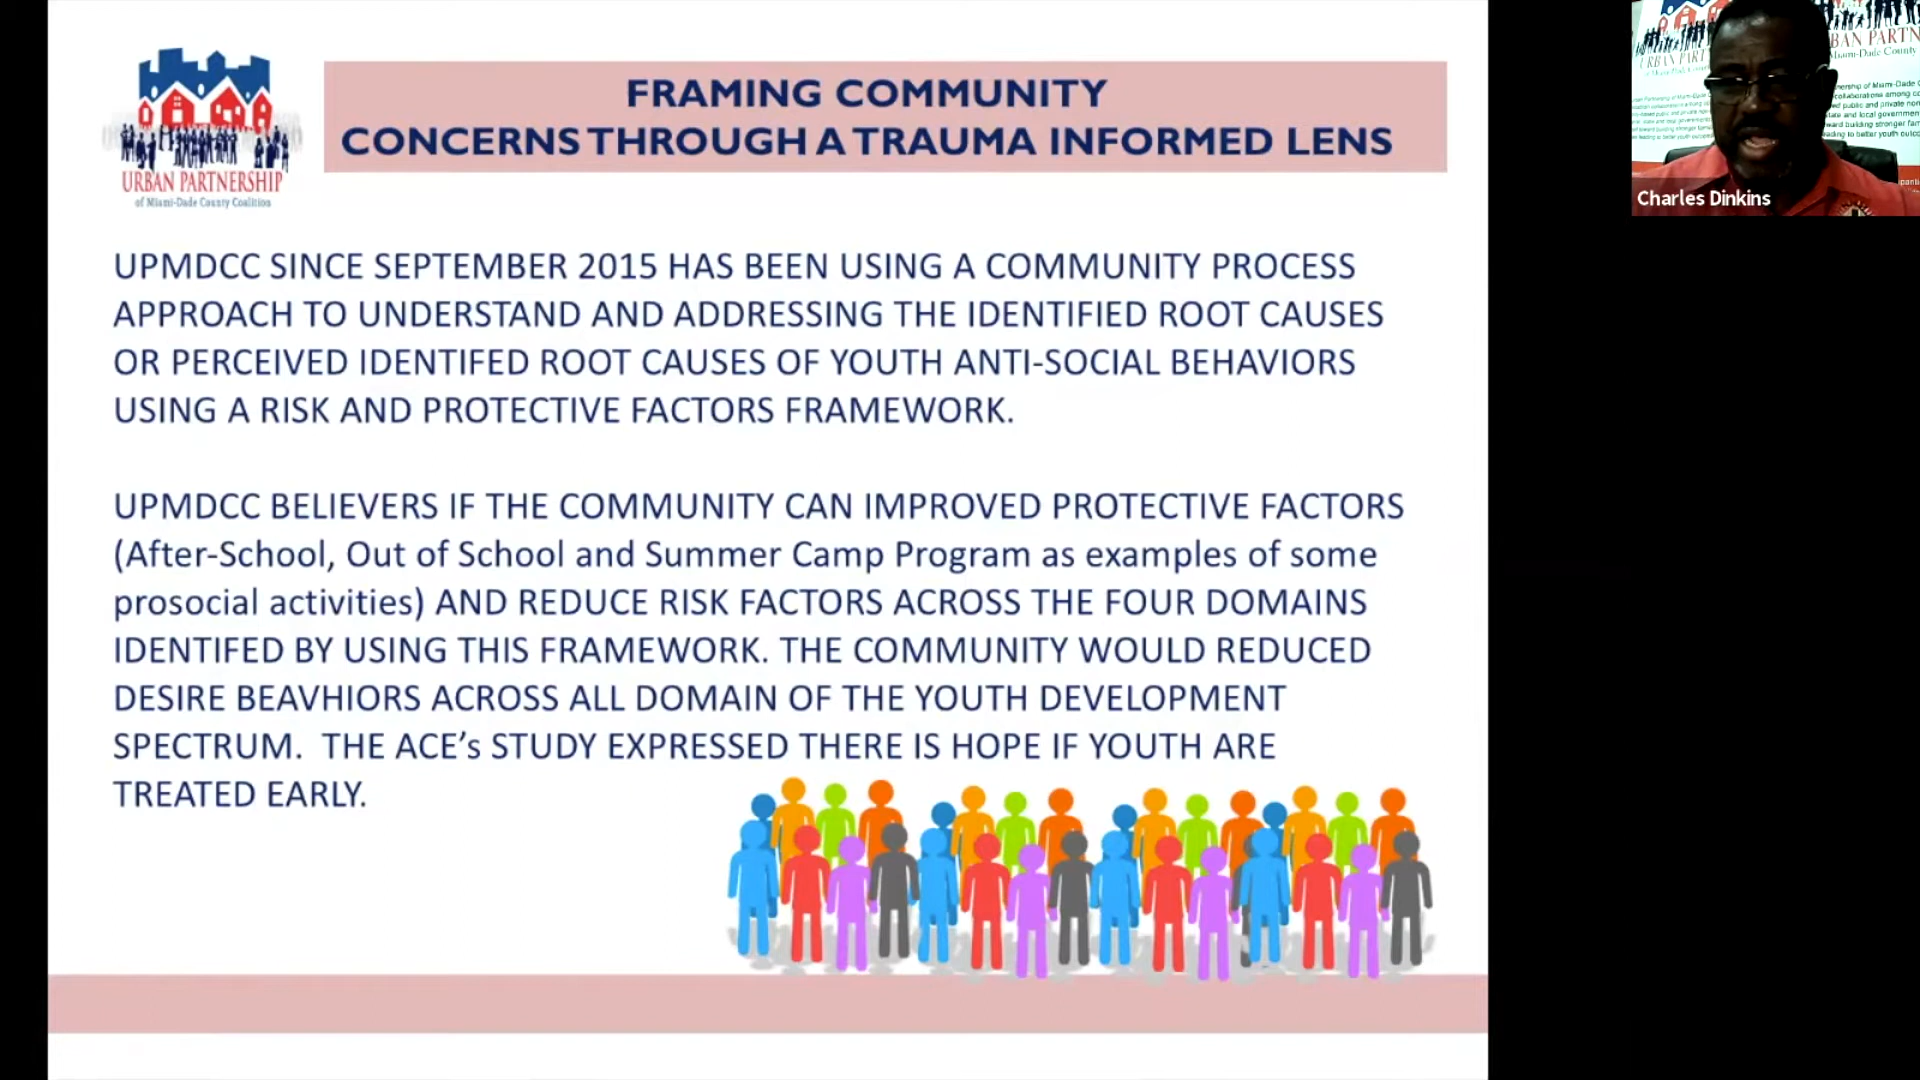 FRAMING COMMUNITY
CONCERNS THROUGH A TRAUMA INFORMED LENS
URBAN PARTNERSHIP
of Miami-Dade County Coalition
UPMDCC SINCE SEPTEMBER 2015 HAS BEEN USING A COMMUNITY PROCESS
APPROACH TO UNDERSTAND AND ADDRESSING THE IDENTIFIED ROOT CAUSES
OR PERCEIVED IDENTIFED ROOT CAUSES OF YOUTH ANTI-SOCIAL BEHAVIORS
USING A RISK AND PROTECTIVE FACTORS FRAMEWORK.
UPMDCC BELIEVERS IF THE COMMUNITY CAN IMPROVED PROTECTIVE FACTORS
(After-School, Out of School and Summer Camp Program as examples of some
prosocial activities) AND REDUCE RISK FACTORS ACROSS THE FOUR DOMAINS
IDENTIFED BY USING THIS FRAMEWORK. THE COMMUNITY WOULD REDUCED
DESIRE BEAVHIORS ACROSS ALL DOMAIN OF THE YOUTH DEVELOPMENT
SPECTRUM. THE ACE's STUDY EXPRESSED THERE IS HOPE IF YOUTH ARE
TREATED EARLY.
Miami-Dade County
Charles Dinkins